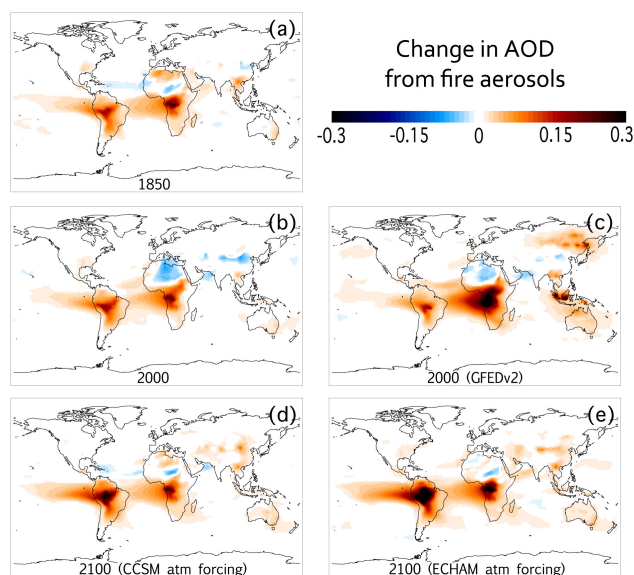 (a)
1850
Change in AOD
from fire aerosols
-0.3 -0.15 0 0.15 0.3
(b)
2000
(c)
2000 (GFEDv2)
(d)
2100 (CCSM atm forcing)
(e)
2100 (ECHAM atm forcing)